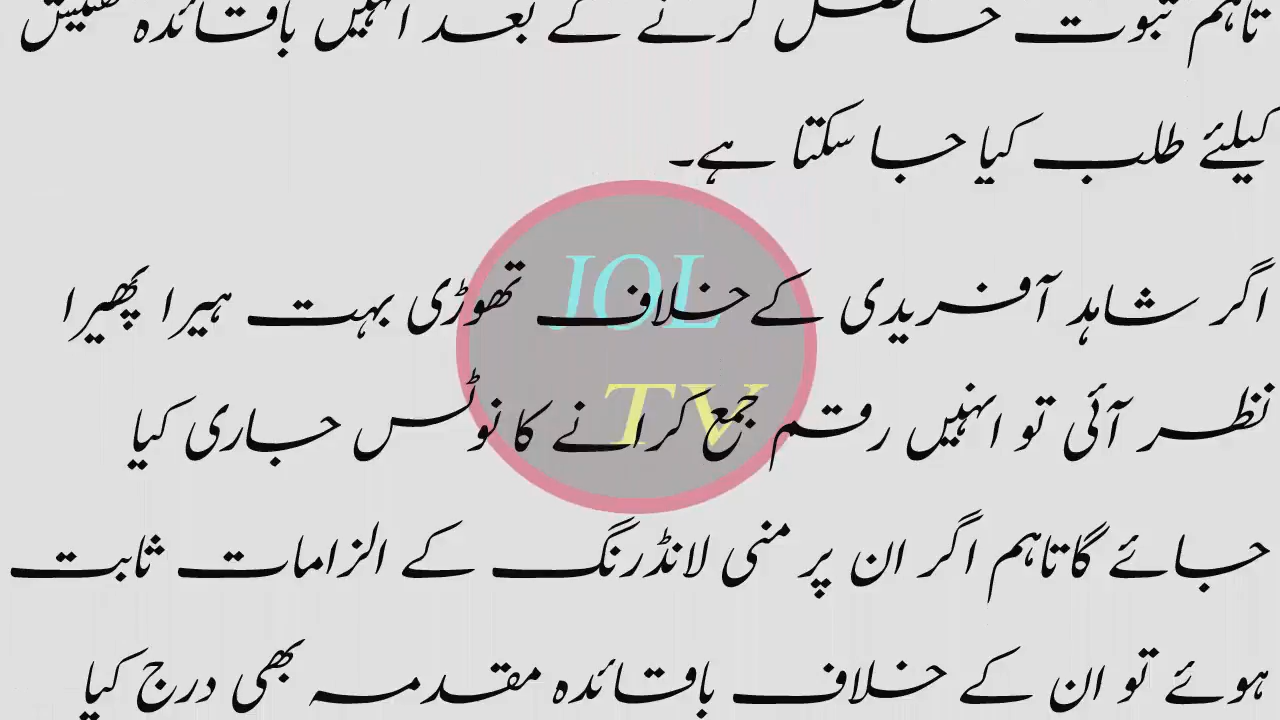 تاہم ثبوت حاصل کرنے کے بعد انہیں باقائدہ تفتیش
کیلئے طلب کیا جا سکتا ہے۔
اگر شاہد آفریدی کے خلاف تھوڑی بہت ہیرا پھیرا
نظر آئی تو انہیں رقم جمع کرانے کا نوٹس جاری کیا
جائے گا تاہم اگر ان پر منی لانڈرنگ کے الزامات ثابت
ہوئے تو ان کے خلاف باقائدہ مقدمہ بھی درج کیا
JOL
TV